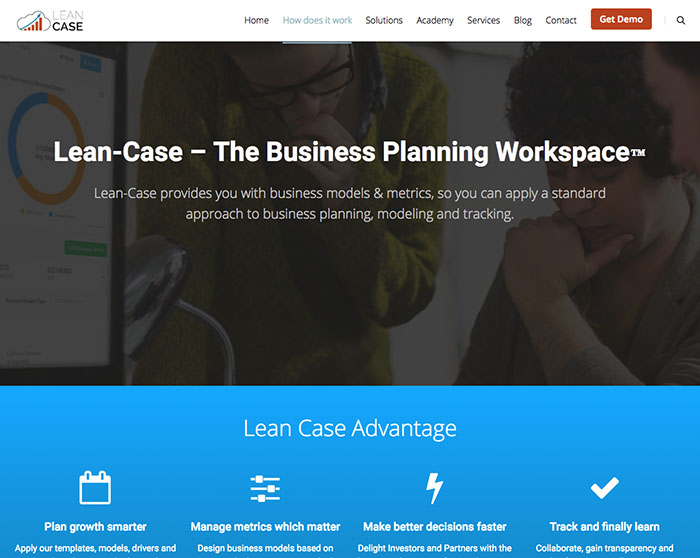 LEAN
CASE
Home How does it work Solutions Academy Services Blog Contact Get Demo
Lean-Case – The Business Planning Workspace™
Lean-Case provides you with business models & metrics, so you can apply a standard
approach to business planning, modeling and tracking.
Lean Case Advantage
Plan growth smarter
Apply our templates, models, drivers and
Manage metrics which matter
Design business models based on
Make better decisions faster
Delight Investors and Partners with the
Track and finally learn
Collaborate, gain transparency and